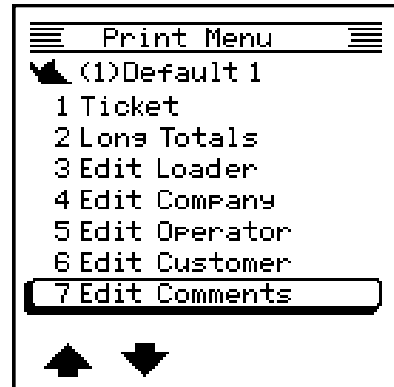 Print Menu
(1)Default 1
1 Ticket
2 Long Totals
3 Edit Loader
4 Edit Company
5 Edit Operator
6 Edit Customer
7 Edit Comments